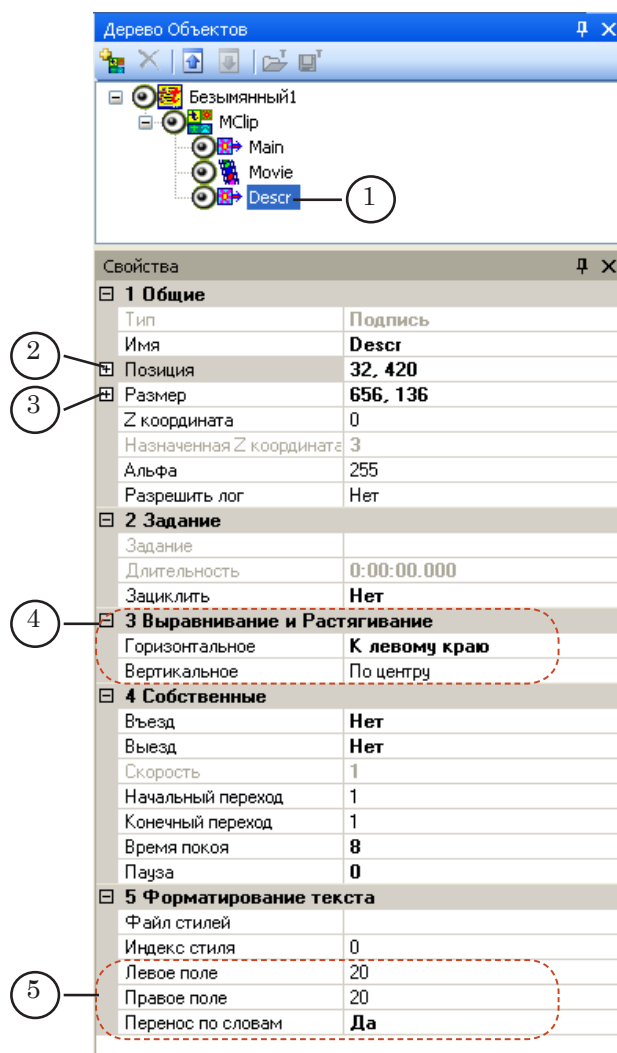 Дерево Объектов
Безымянный1
MClip
Main
Movie
Descr
1
Свойства
1 Общие
Тип Подпись
Имя Descr
2
Позиция 32, 420
3
Размер 656, 136
Z координата 0
Назначенная Z координата 3
Альфа 255
Разрешить лог Нет
2 Задание
Задание
Длительность 0:00:00.000
Зациклить Нет
4
3 Выравнивание и Растягивание
Горизонтальное К левому краю
Вертикальное По центру
4 Собственные
Въезд Нет
Выезд Нет
Скорость 1
Начальный переход 1
Конечный переход 1
Время покоя 8
Пауза 0
5 Форматирование текста
Файл стилей
Индекс стиля 0
Левое поле 20
5
Правое поле 20
Перенос по словам Да